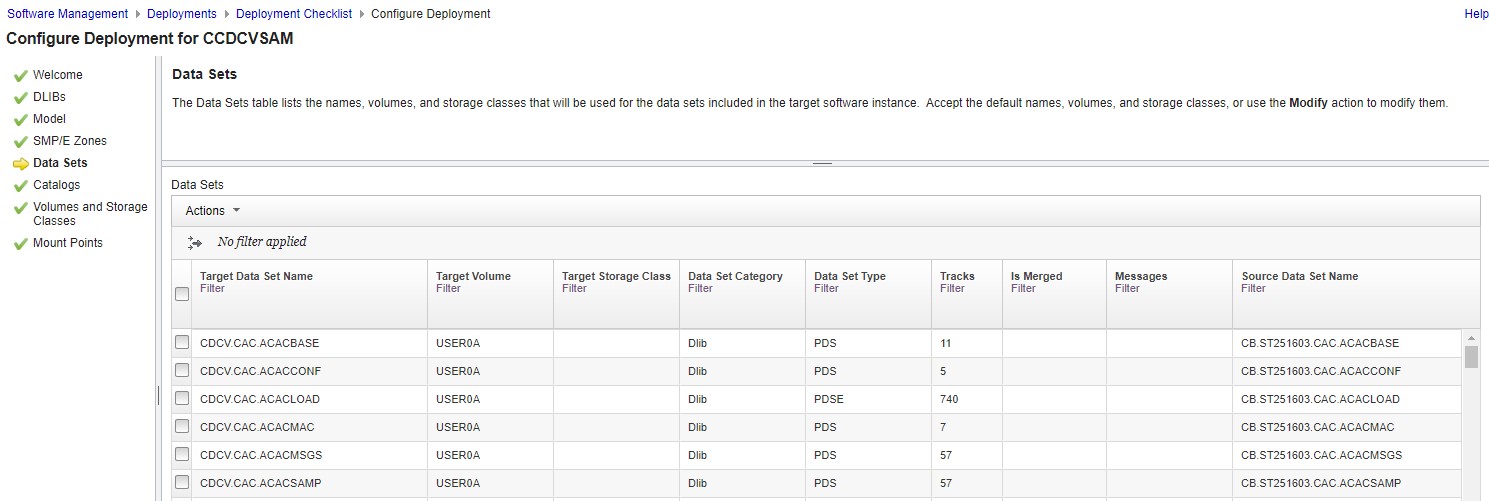 Software Management Deployments Deployment Checklist Configure Deployment Help
Configure Deployment for CCDCVSAM
Welcome
DLIBs
Model
SMP/E Zones
Data Sets
Catalogs
Volumes and Storage
Classes
Mount Points
Data Sets
The Data Sets table lists the names, volumes, and storage classes that will be used for the data sets included in the target software instance. Accept the default names, volumes, and storage classes, or use the Modify action to modify them.
Data Sets
Actions
No filter applied
Target Data Set Name Target Volume Target Storage Class Data Set Category Data Set Type Tracks Is Merged Messages Source Data Set Name
Filter Filter Filter Filter Filter Filter Filter Filter Filter
CDCV.CAC.ACACBASE USER0A Dlib PDS 11 CB.ST251603.CAC.ACACBASE
CDCV.CAC.ACACCONF USER0A Dlib PDS 5 CB.ST251603.CAC.ACACCONF
CDCV.CAC.ACACLOAD USER0A Dlib PDSE 740 CB.ST251603.CAC.ACACLOAD
CDCV.CAC.ACACMAC USER0A Dlib PDS 7 CB.ST251603.CAC.ACACMAC
CDCV.CAC.ACACMSGS USER0A Dlib PDS 57 CB.ST251603.CAC.ACACMSGS
CDCV.CAC.ACACSAMP USER0A Dlib PDS 57 CB.ST251603.CAC.ACACSAMP